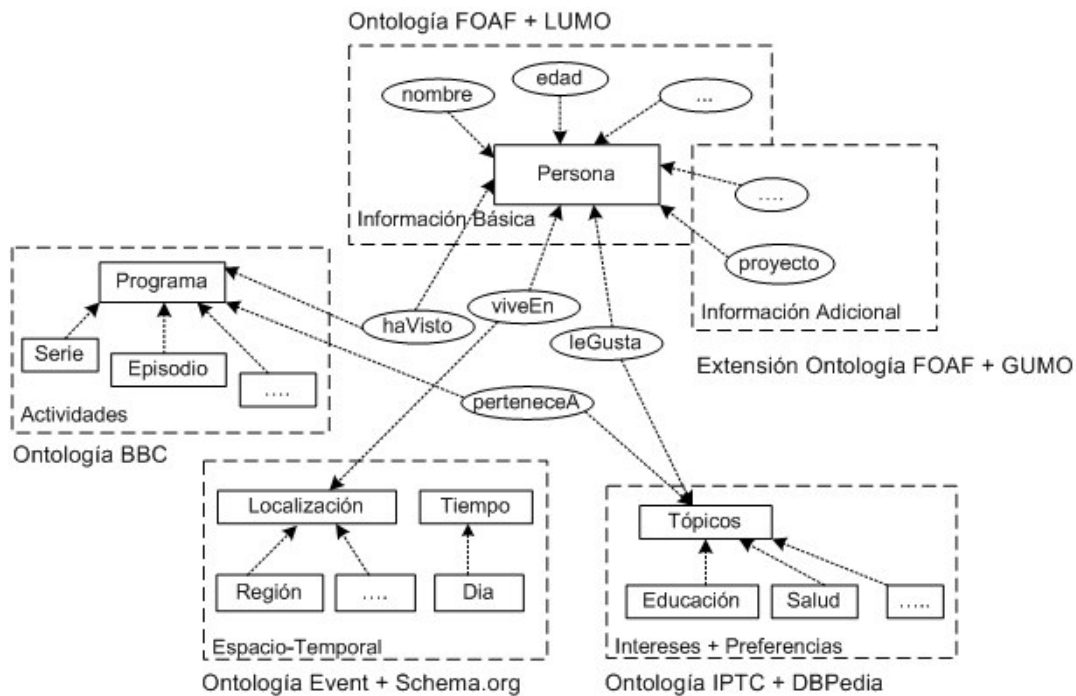 Ontología FOAF + LUMO
edad
nombre
...
Persona
....
Información Básica
proyecto
Programa
Información Adicional
viveEn
haVisto
leGusta
Serie
Episodio
....
Extensión Ontología FOAF + GUMO
perteneceA
Actividades
Ontología BBC
Localización
Tiempo
Tópicos
Región
....
Dia
Educación
Salud
.....
Espacio-Temporal
Intereses + Preferencias
Ontología Event + Schema.org
Ontología IPTC + DBPedia